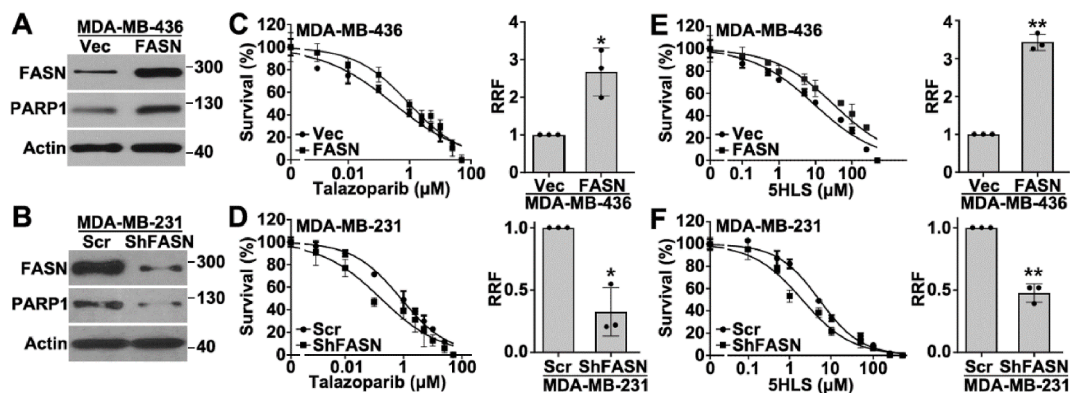 A
MDA-MB-436
Vec FASN
FASN
300
PARP1
130
Actin
40
B
MDA-MB-231
Scr ShFASN
FASN
300
PARP1
130
Actin
40
C
MDA-MB-436
Survival (%)
120
100
80
60
40
20
0
Vec
FASN
0 0.01 1 100
Talazoparib (µM)
RRF
4
3
2
1
0
*
Vec FASN
MDA-MB-436
D
MDA-MB-231
Survival (%)
120
100
80
60
40
20
0
Scr
ShFASN
0 0.01 1 100
Talazoparib (µM)
RRF
1.0
0.5
0.0
*
Scr ShFASN
MDA-MB-231
E
MDA-MB-436
Survival (%)
120
100
80
60
40
20
0
Vec
FASN
0 0.1 1 10 100
5HLS (µM)
RRF
4
3
2
1
0
**
Vec FASN
MDA-MB-436
F
MDA-MB-231
Survival (%)
120
100
80
60
40
20
0
Scr
ShFASN
0 0.1 1 10 100
5HLS (µM)
RRF
1.0
0.5
0.0
**
Scr ShFASN
MDA-MB-231